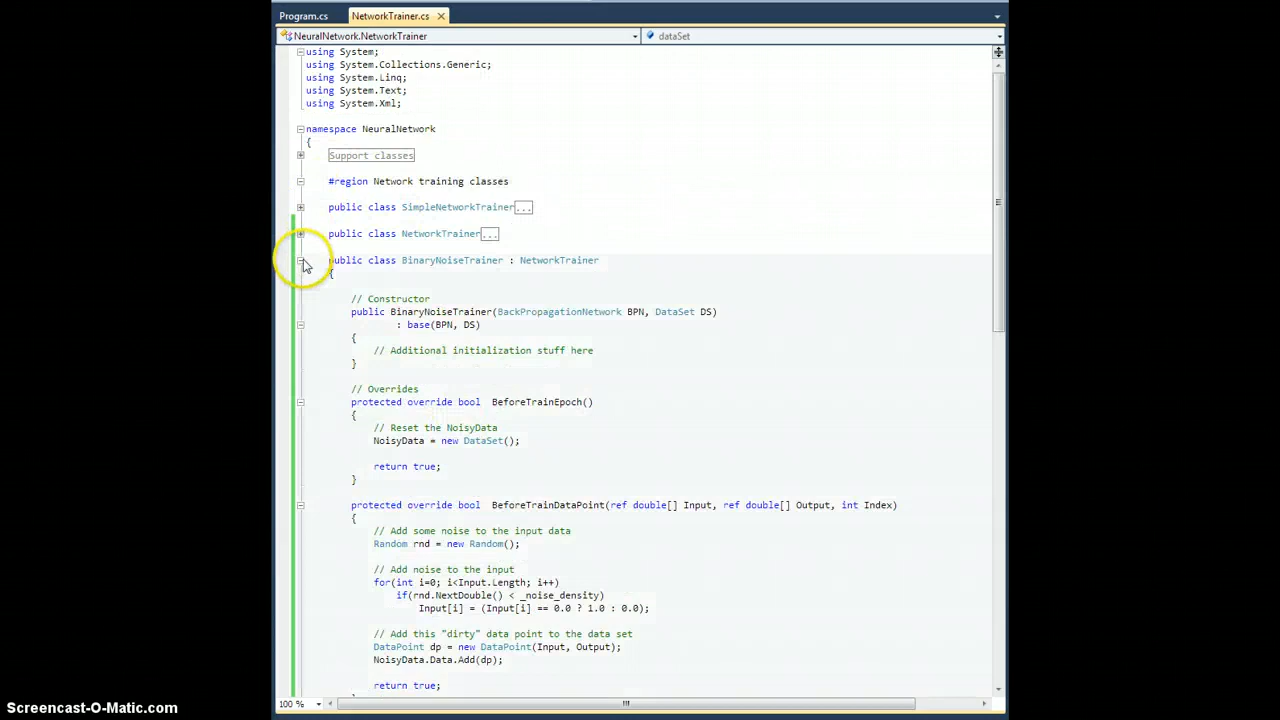 Program.cs NetworkTrainer.cs
NeuralNetwork.NetworkTrainer dataSet
using System;
using System.Collections.Generic;
using System.Linq;
using System.Text;
using System.Xml;
namespace NeuralNetwork
{
Support classes
#region Network training classes
public class SimpleNetworkTrainer...
public class NetworkTrainer...
public class BinaryNoiseTrainer : NetworkTrainer
{
// Constructor
public BinaryNoiseTrainer(BackPropagationNetwork BPN, DataSet DS)
: base(BPN, DS)
{
// Additional initialization stuff here
}
// Overrides
protected override bool BeforeTrainEpoch()
{
// Reset the NoisyData
NoisyData = new DataSet();
return true;
}
protected override bool BeforeTrainDataPoint(ref double[] Input, ref double[] Output, int Index)
{
// Add some noise to the input data
Random rnd = new Random();
// Add noise to the input
for(int i=0; i<Input.Length; i++)
if(rnd.NextDouble() < _noise_density)
Input[i] = (Input[i] == 0.0 ? 1.0 : 0.0);
// Add this "dirty" data point to the data set
DataPoint dp = new DataPoint(Input, Output);
NoisyData.Data.Add(dp);
return true;
100 %
Screencast-O-Matic.com